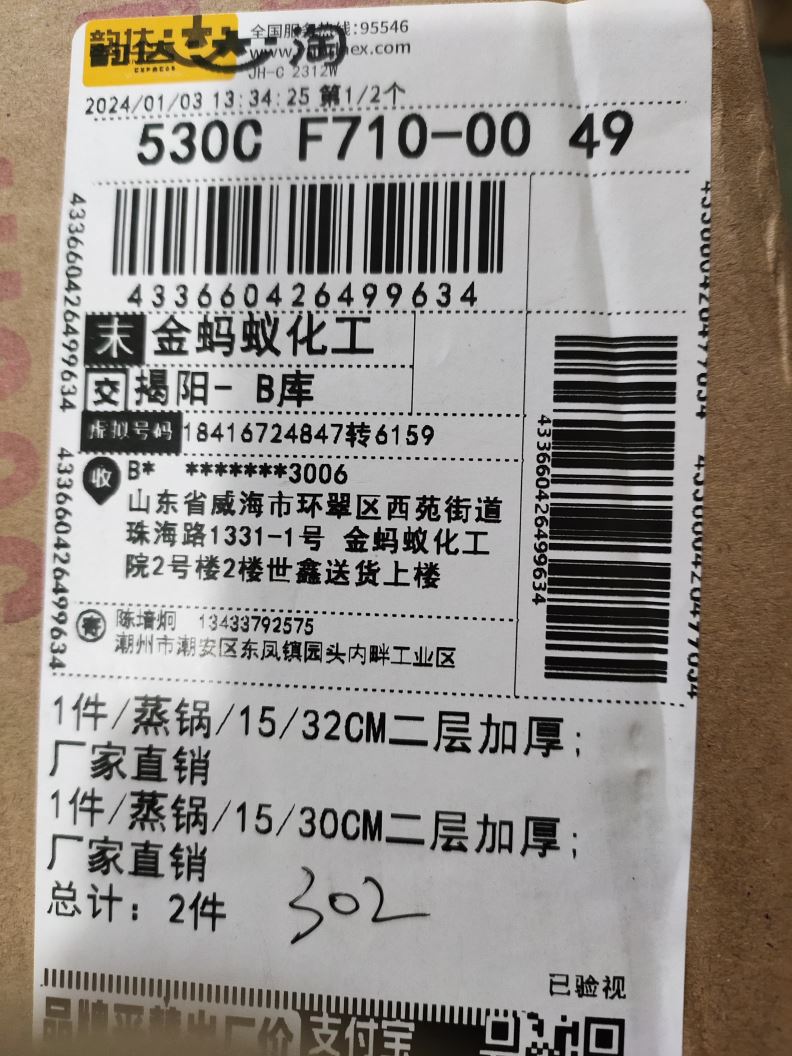 韵达
EXPRESS
淘
全国服务热线:95546
JH-C 2312W
2024/01/03 13:34:25 第1/2个
530C F710-00 49
433660426499634
433660426499634
末 金蚂蚁化工
交 揭阳- B库
虚拟号码 18416724847转6159
433660426499634
收 B* *******3006
山东省威海市环翠区西苑街道
珠海路1331-1号 金蚂蚁化工
院2号楼2楼世鑫送货上楼
433660426499634
寄 陈培炯 13433792575
潮州市潮安区东凤镇园头内畔工业区
1件/蒸锅/15/32CM二层加厚;
厂家直销
1件/蒸锅/15/30CM二层加厚;
厂家直销
总计: 2件
302
已验视
支付宝